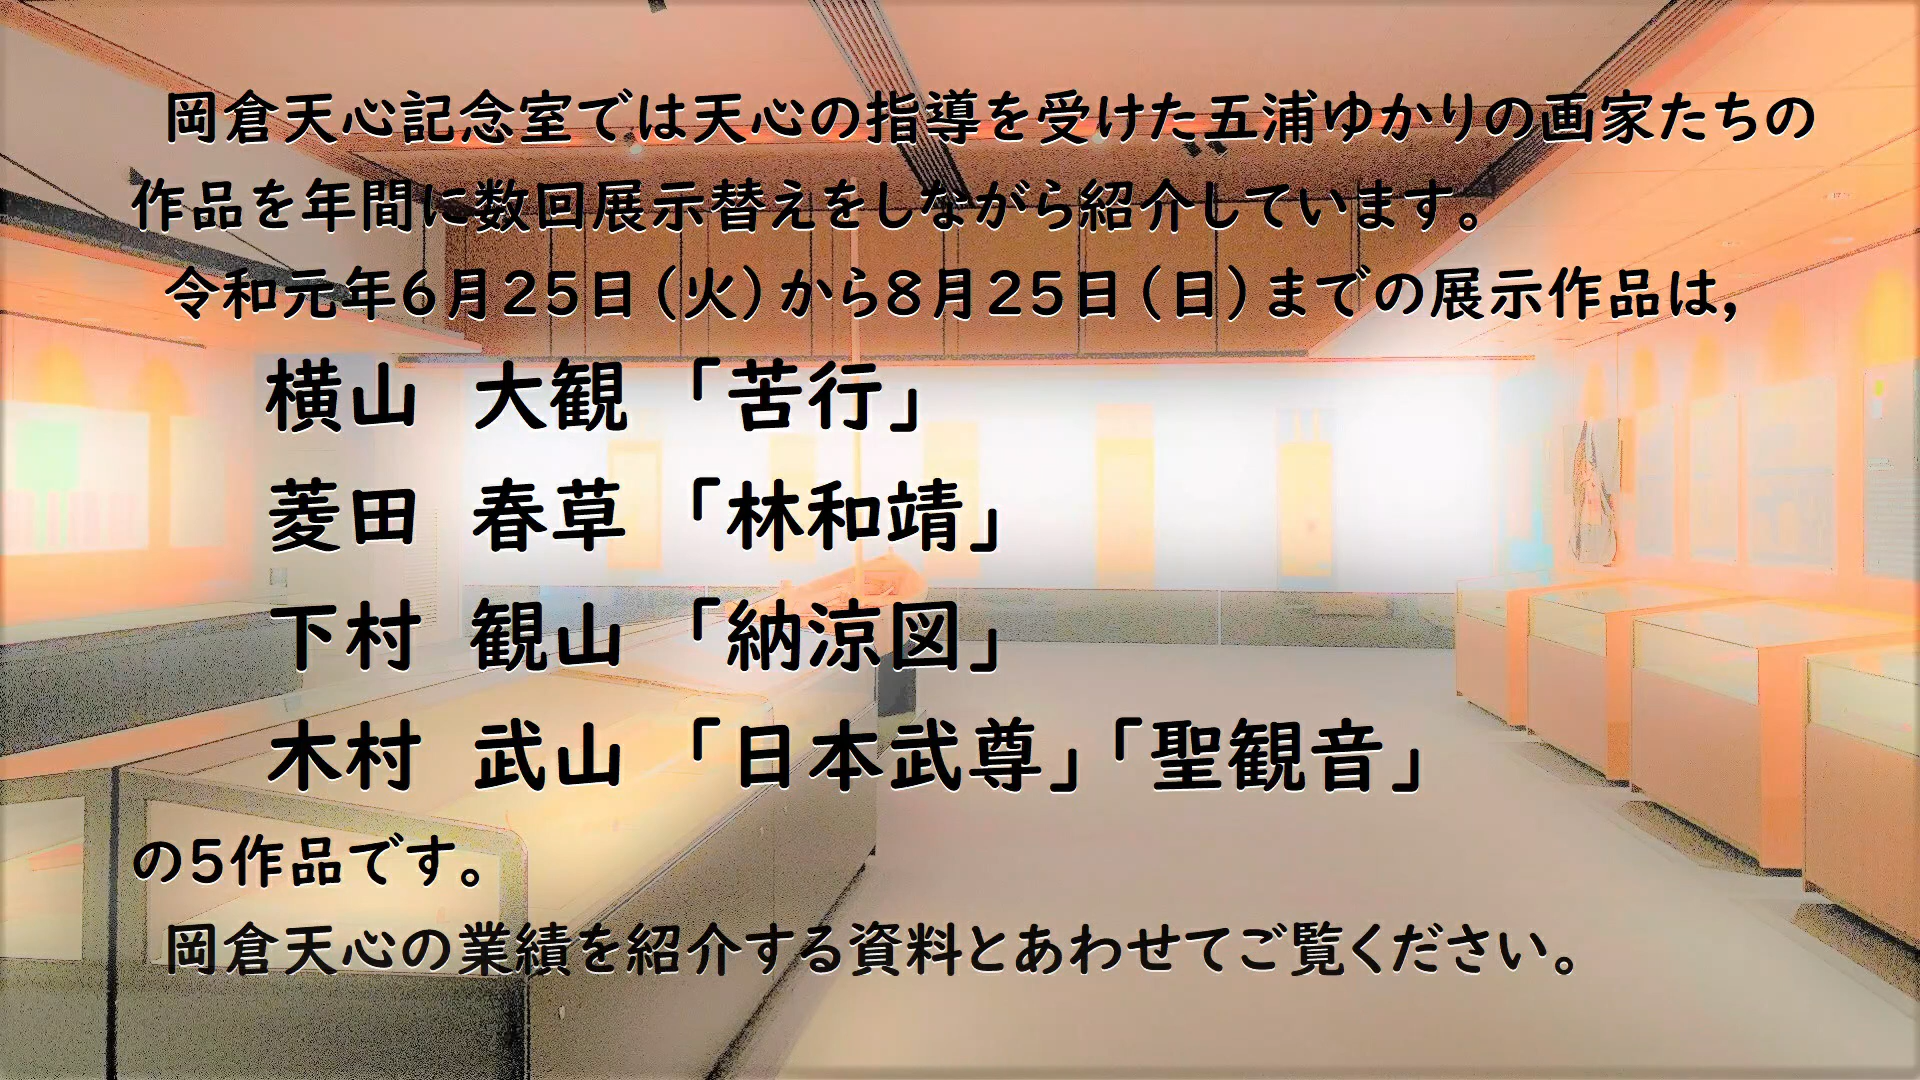 岡倉天心記念室では天心の指導を受けた五浦ゆかりの画家たちの
作品を年間に数回展示替えをしながら紹介しています。
令和元年6月25日(火)から8月25日(日)までの展示作品は，
横山　大観　「苦行」
菱田　春草　「林和靖」
下村　観山　「納涼図」
木村　武山　「日本武尊」「聖観音」
の5作品です。
岡倉天心の業績を紹介する資料とあわせてご覧ください。